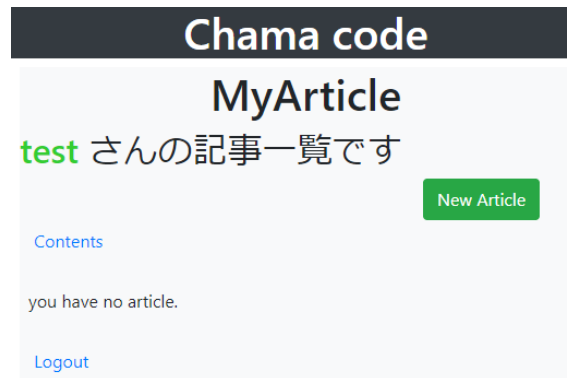 Chama code
MyArticle
test さんの記事一覧です
New Article
Contents
you have no article.
Logout